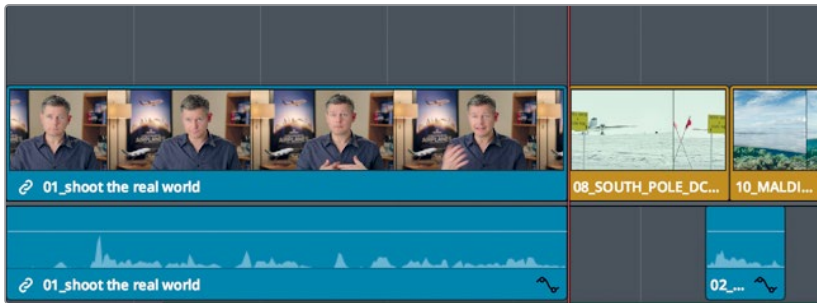 01_shoot the real world
08_SOUTH_POLE_DC...
10_MALDI...
01_shoot the real world
02_...